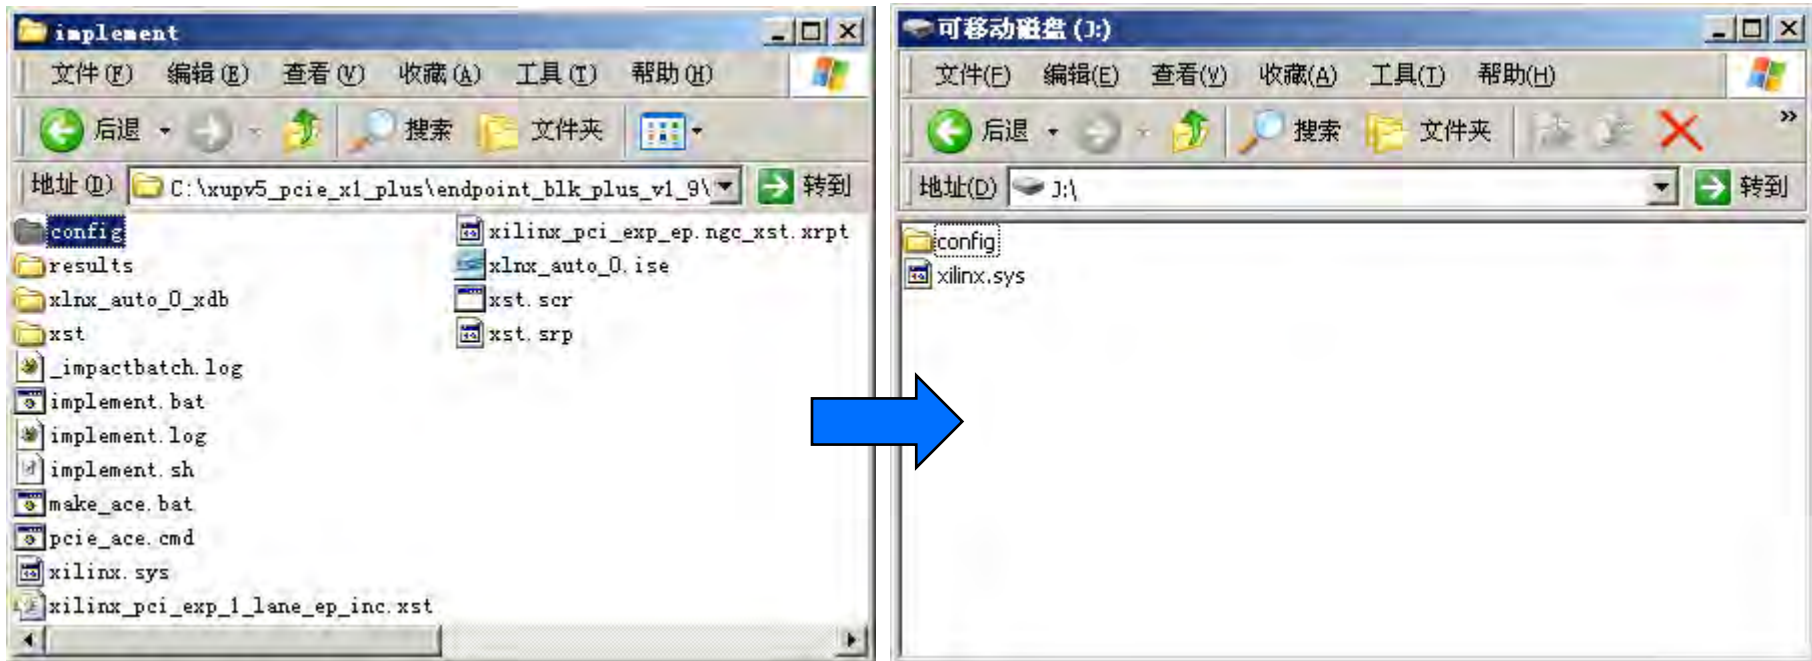 implement
文件(F) 编辑(E) 查看(V) 收藏(A) 工具(T) 帮助(H)
后退 搜索 文件夹
地址(D) C:\xupv5_pcie_x1_plus\endpoint_blk_plus_v1_9\ 转到
config
results
xlnx_auto_0_xdb
xst
_impactbatch.log
implement.bat
implement.log
implement.sh
make_ace.bat
pcie_ace.cmd
xilinx.sys
xilinx_pci_exp_1_lane_ep_inc.xst
xilinx_pci_exp_ep.ngc_xst.xrpt
xlnx_auto_0.ise
xst.scr
xst.srp
可移动磁盘 (J:)
文件(F) 编辑(E) 查看(V) 收藏(A) 工具(T) 帮助(H)
后退 搜索 文件夹 »
地址(D) J:\ 转到
config
xilinx.sys